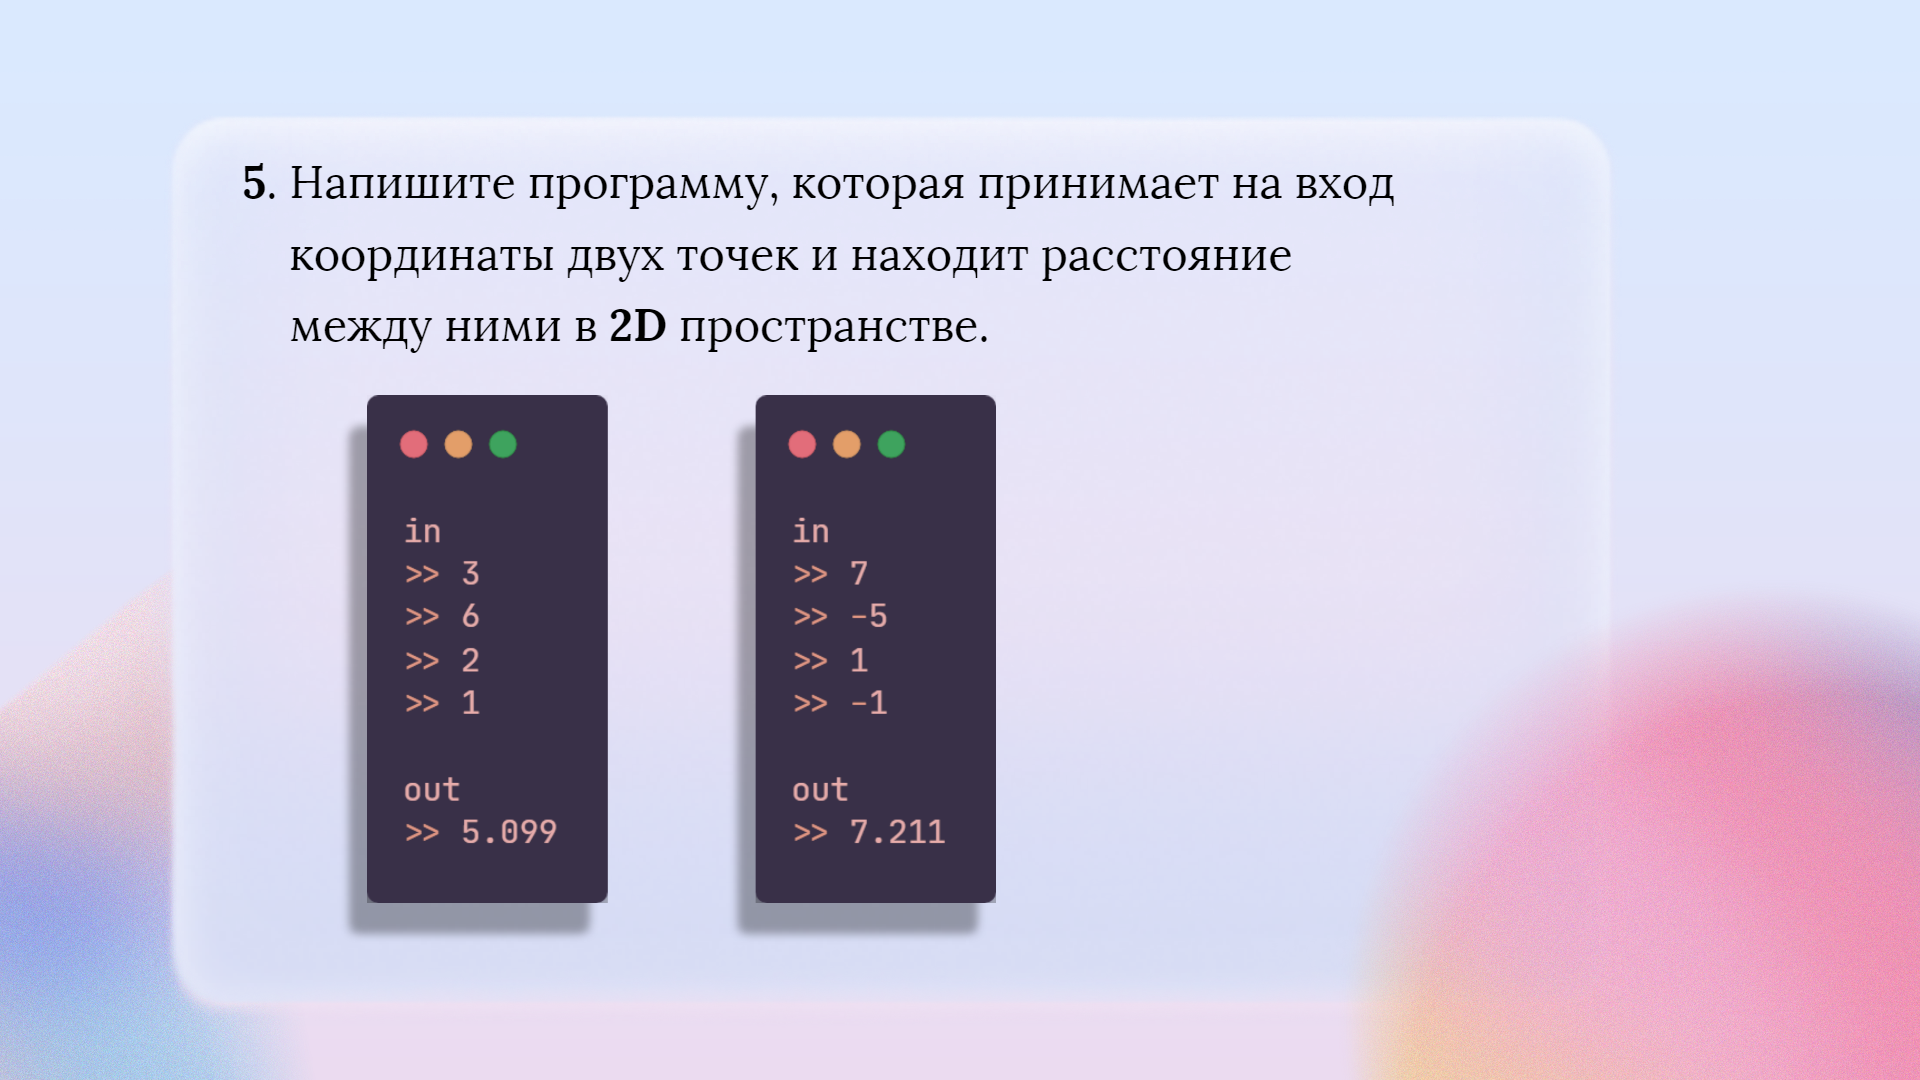 5. Напишите программу, которая принимает на вход
координаты двух точек и находит расстояние
между ними в 2D пространстве.
in
>> 3
>> 6
>> 2
>> 1
out
>> 5.099
in
>> 7
>> -5
>> 1
>> -1
out
>> 7.211